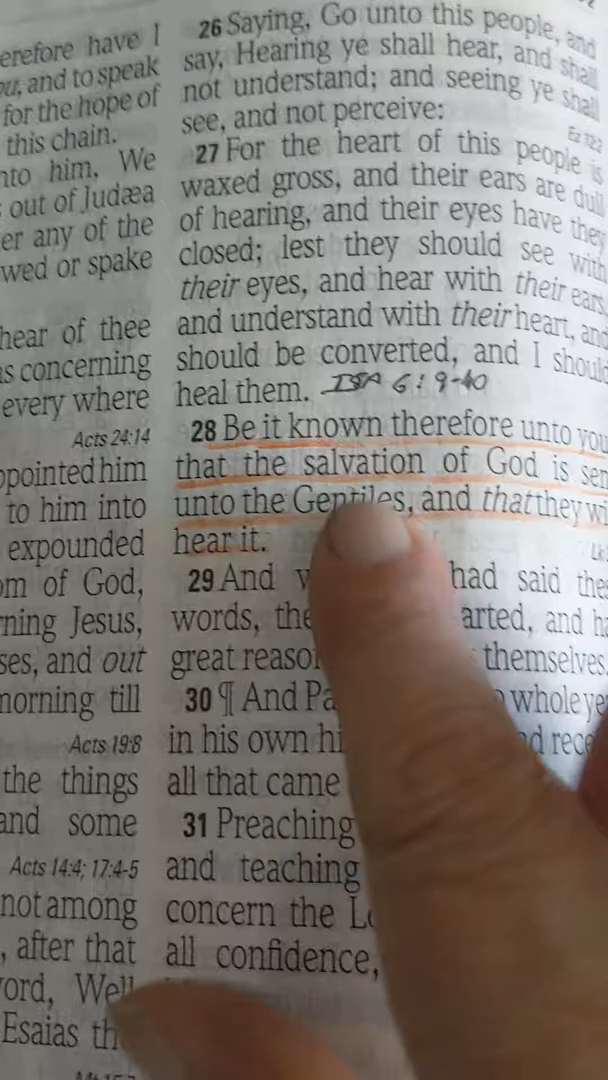 erefore have I
ou, and to speak
for the hope of
this chain.
nto him, We
out of Judæa
er any of the
wed or spake
hear of thee
as concerning
every where
Acts 24:14
ppointed him
to him into
expounded
om of God,
rning Jesus,
ses, and out
morning till
Acts 19:8
the things
and some
Acts 14:4; 17:4-5
not among
, after that
word, Well
Esaias th
26 Saying, Go unto this people, and
say, Hearing ye shall hear, and shall
not understand; and seeing ye shall
see, and not perceive:
27 For the heart of this people is
waxed gross, and their ears are dull
of hearing, and their eyes have they
closed; lest they should see with
their eyes, and hear with their ears,
and understand with their heart, and
should be converted, and I should
heal them. ISA 6:9-10
28 Be it known therefore unto you
that the salvation of God is sen
unto the Gentiles, and that they wi
hear it.
29 And had said the
words, the arted, and ha
great reaso themselves.
30 ¶ And Pa whole ye
in his own hi d rece
all that came
31 Preaching
and teaching
concern the L
all confidence,